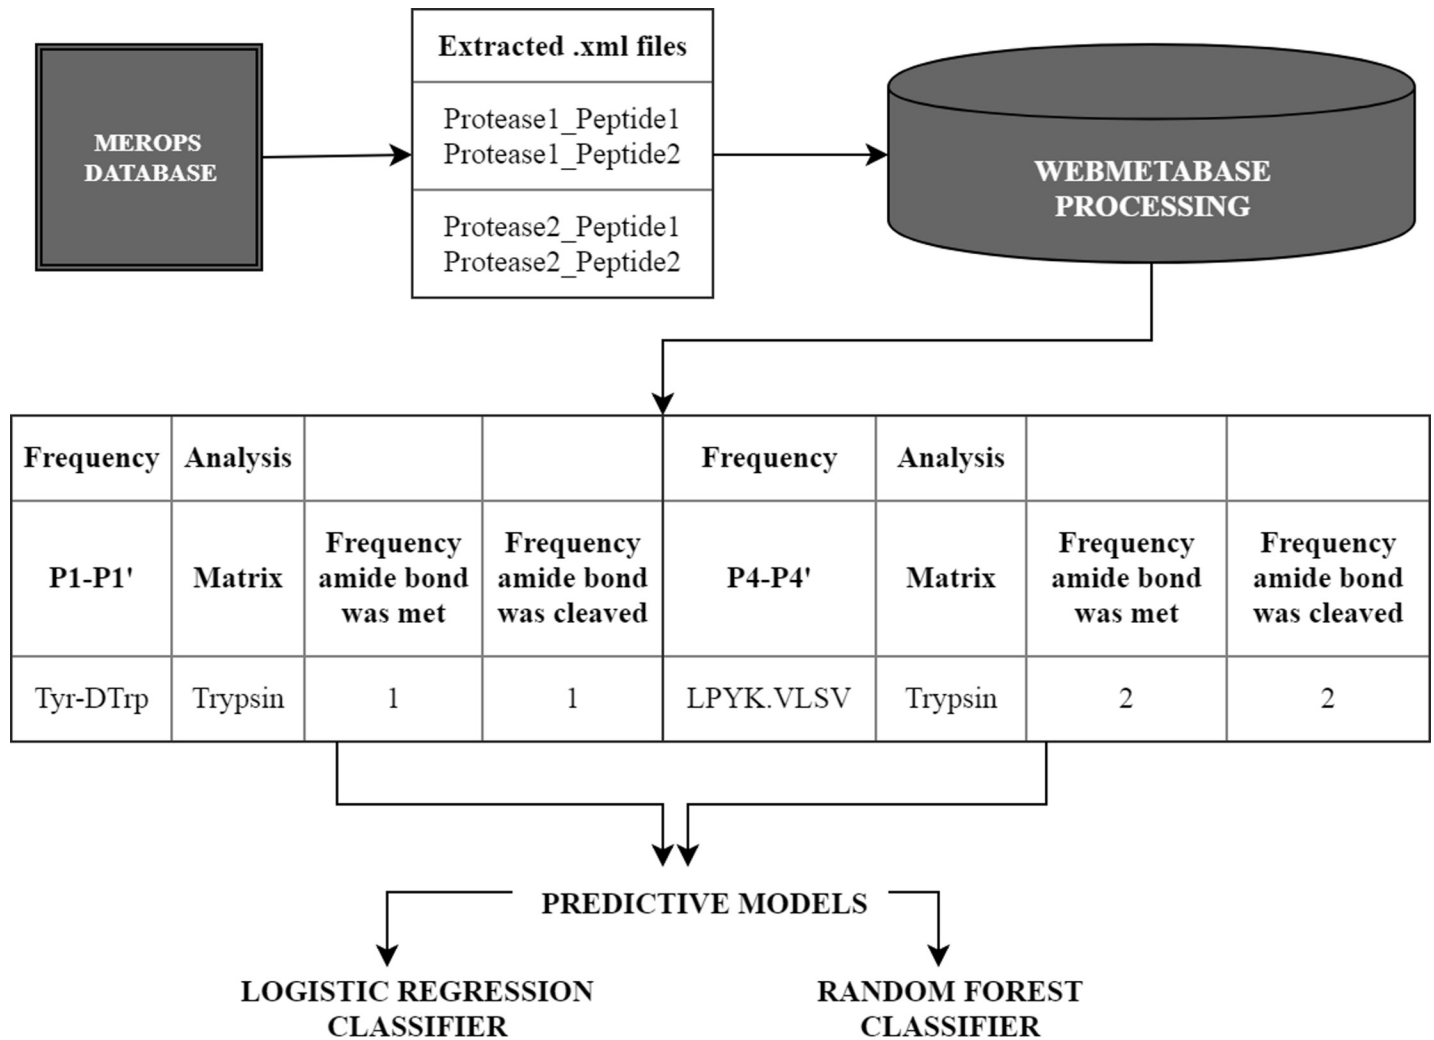 MEROPS
DATABASE
Extracted .xml files
Protease1_Peptide1
Protease1_Peptide2
Protease2_Peptide1
Protease2_Peptide2
WEBMETABASE
PROCESSING
Frequency Analysis Frequency Analysis
P1-P1' Matrix Frequency amide bond was met Frequency amide bond was cleaved P4-P4' Matrix Frequency amide bond was met Frequency amide bond was cleaved
Tyr-DTrp Trypsin 1 1 LPYK.VLSV Trypsin 2 2
PREDICTIVE MODELS
LOGISTIC REGRESSION
CLASSIFIER
RANDOM FOREST
CLASSIFIER